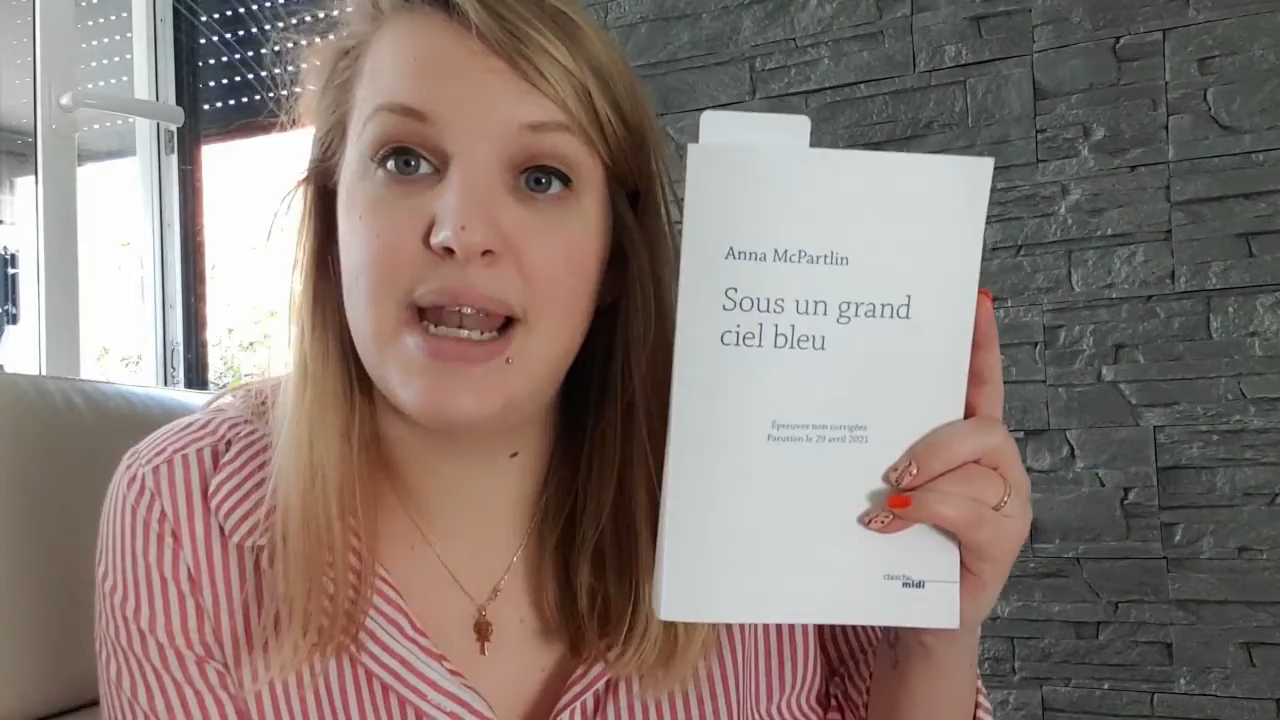 Anna McPartlin
Sous un grand
ciel bleu
Épreuves non corrigées
Parution le 29 avril 2021
cherche
midi